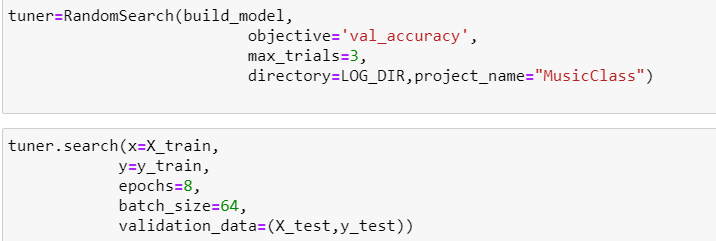 tuner=RandomSearch(build_model,
objective='val_accuracy',
max_trials=3,
directory=LOG_DIR,project_name="MusicClass")
tuner.search(x=X_train,
y=y_train,
epochs=8,
batch_size=64,
validation_data=(X_test,y_test))